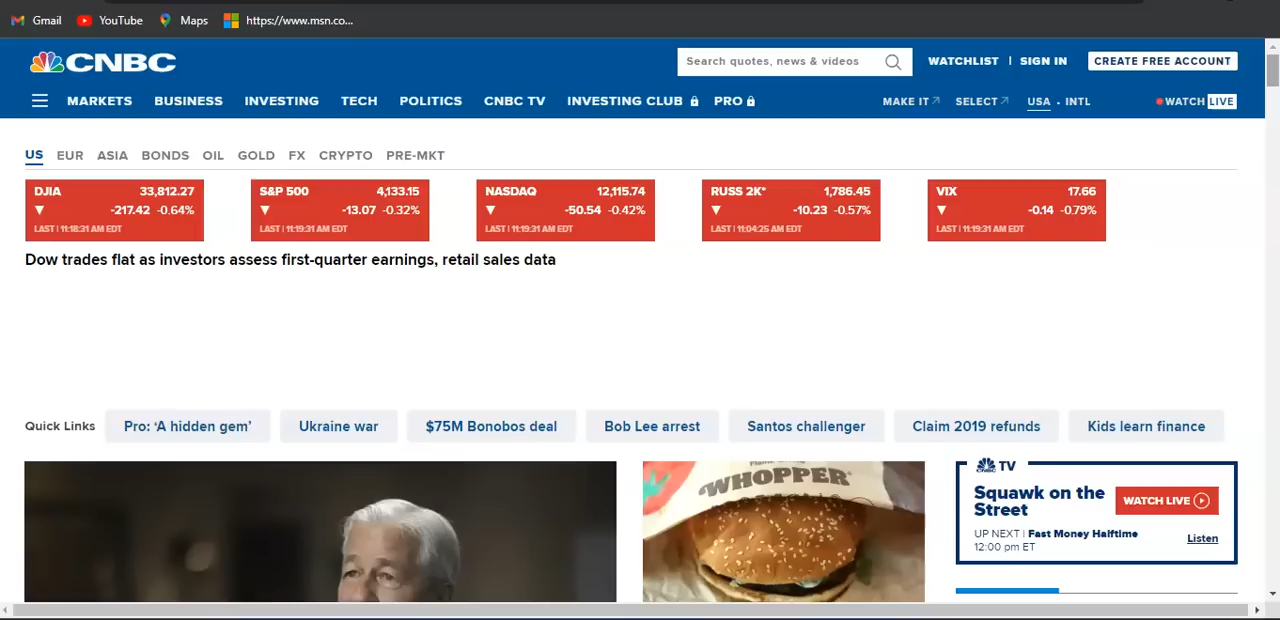 Gmail YouTube Maps https://www.msn.co...
CNBC Search quotes, news & videos WATCHLIST | SIGN IN CREATE FREE ACCOUNT
MARKETS BUSINESS INVESTING TECH POLITICS CNBC TV INVESTING CLUB PRO MAKE IT SELECT USA • INTL WATCH LIVE
US EUR ASIA BONDS OIL GOLD FX CRYPTO PRE-MKT
DJIA 33,812.27 S&P 500 4,133.15 NASDAQ 12,115.74 RUSS 2K* 1,786.45 VIX 17.66
-217.42 -0.64% -13.07 -0.32% -50.54 -0.42% -10.23 -0.57% -0.14 -0.79%
LAST | 11:18:31 AM EDT LAST | 11:19:31 AM EDT LAST | 11:19:31 AM EDT LAST | 11:04:25 AM EDT LAST | 11:19:31 AM EDT
Dow trades flat as investors assess first-quarter earnings, retail sales data
Quick Links Pro: ‘A hidden gem’ Ukraine war $75M Bonobos deal Bob Lee arrest Santos challenger Claim 2019 refunds Kids learn finance
WHOPPER
CNBC TV
Squawk on the
Street
WATCH LIVE
UP NEXT | Fast Money Halftime
12:00 pm ET
Listen